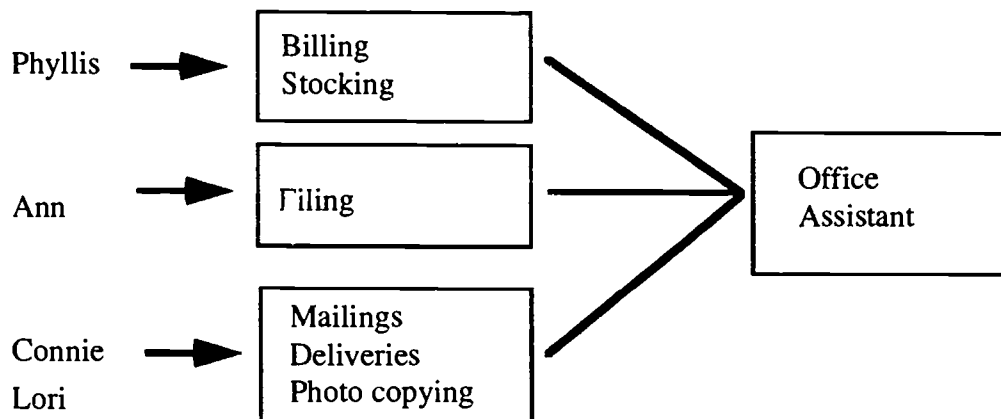 Phyllis
Billing
Stocking
Ann
Filing
Connie
Lori
Mailings
Deliveries
Photo copying
Office
Assistant